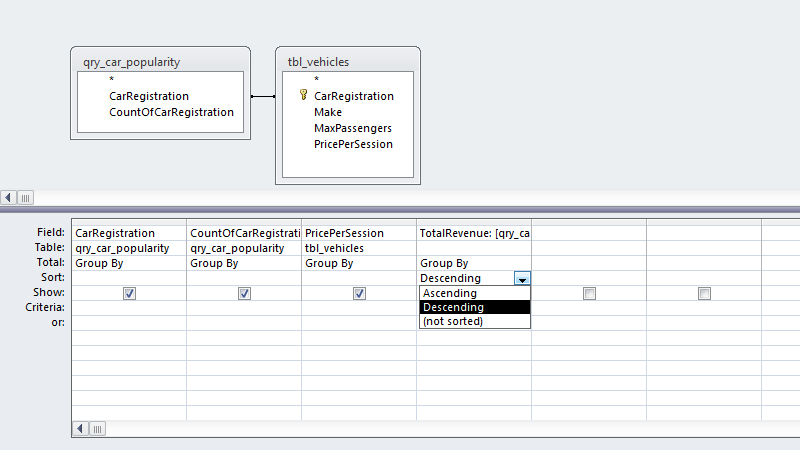 qry_car_popularity
*
CarRegistration
CountOfCarRegistration
tbl_vehicles
*
CarRegistration
Make
MaxPassengers
PricePerSession
Field: CarRegistration CountOfCarRegistrati PricePerSession TotalRevenue: [qry_ca
Table: qry_car_popularity qry_car_popularity tbl_vehicles
Total: Group By Group By Group By Group By
Sort: Descending
Show: Ascending
Criteria: Descending
or: (not sorted)